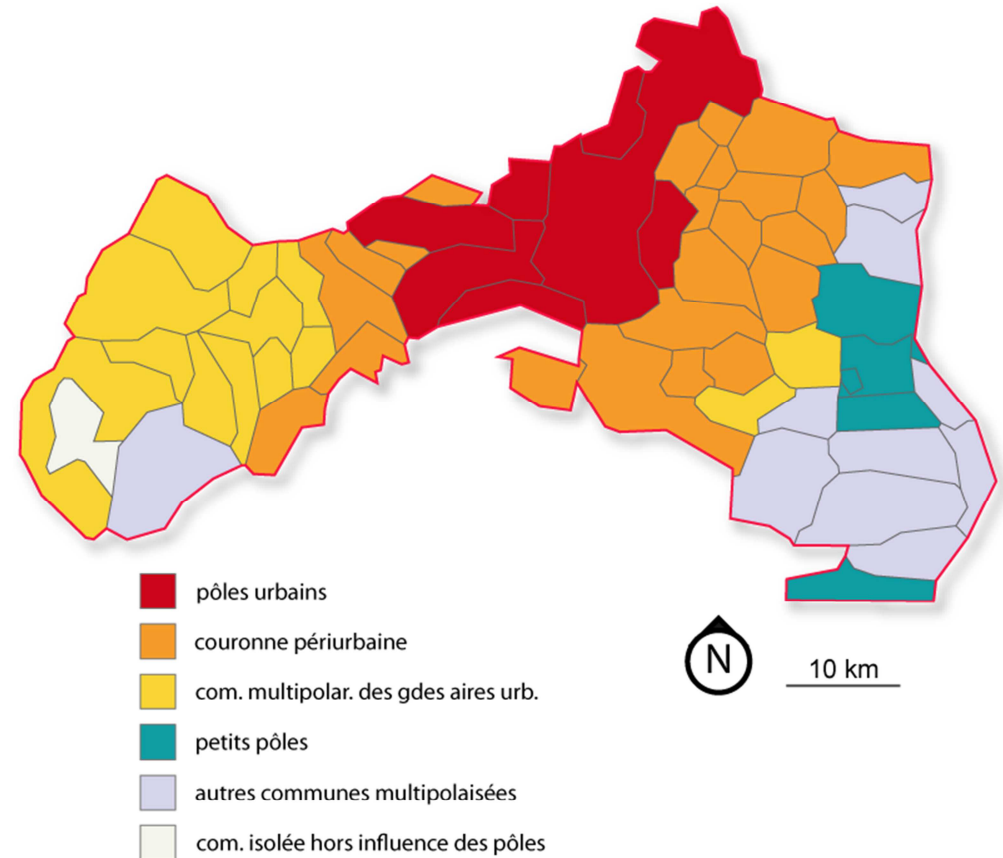 pôles urbains
couronne périurbaine
com. multipolar. des gdes aires urb.
petits pôles
autres communes multipolaisées
com. isolée hors influence des pôles
N
10 km